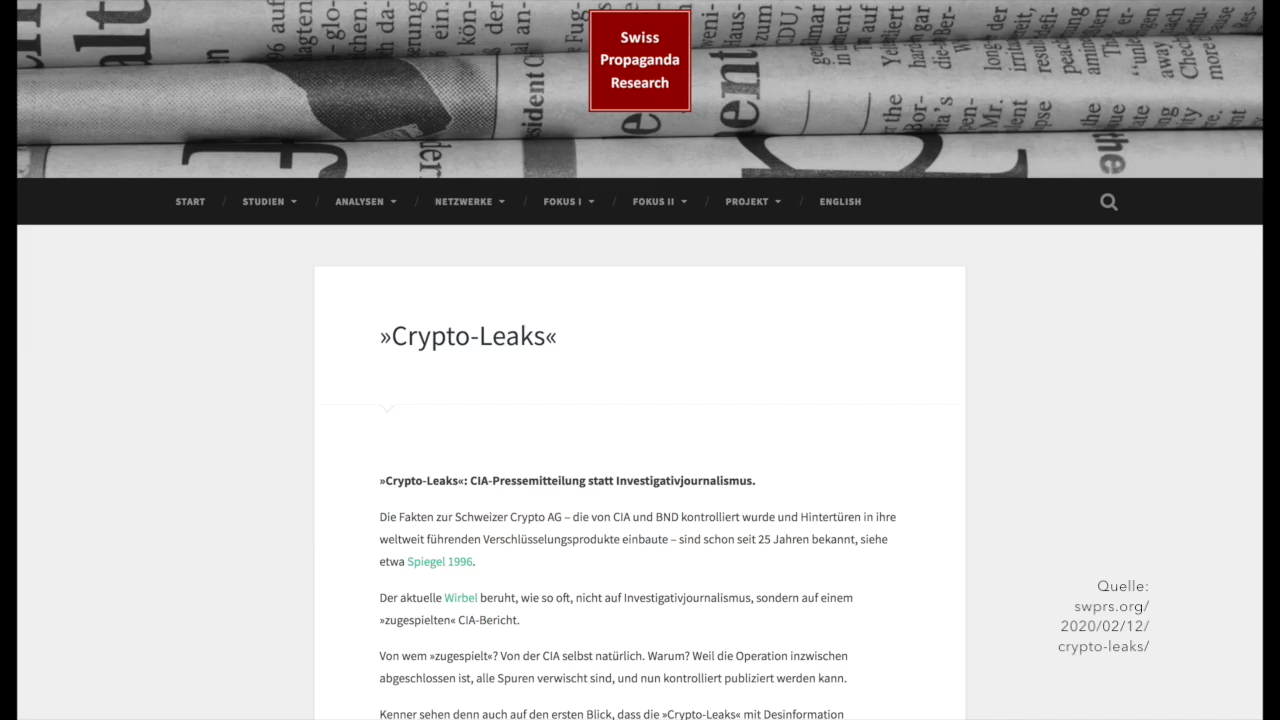 Swiss
Propaganda
Research
START / STUDIEN / ANALYSEN / NETZWERKE / FOKUS I / FOKUS II / PROJEKT / ENGLISH
»Crypto-Leaks«
»Crypto-Leaks«: CIA-Pressemitteilung statt Investigativjournalismus.
Die Fakten zur Schweizer Crypto AG – die von CIA und BND kontrolliert wurde und Hintertüren in ihre
weltweit führenden Verschlüsselungsprodukte einbaute – sind schon seit 25 Jahren bekannt, siehe
etwa Spiegel 1996.
Der aktuelle Wirbel beruht, wie so oft, nicht auf Investigativjournalismus, sondern auf einem
»zugespielten« CIA-Bericht.
Von wem »zugespielt«? Von der CIA selbst natürlich. Warum? Weil die Operation inzwischen
abgeschlossen ist, alle Spuren verwischt sind, und nun kontrolliert publiziert werden kann.
Kenner sehen denn auch auf den ersten Blick, dass die »Crypto-Leaks« mit Desinformation
Quelle:
swprs.org/
2020/02/12/
crypto-leaks/